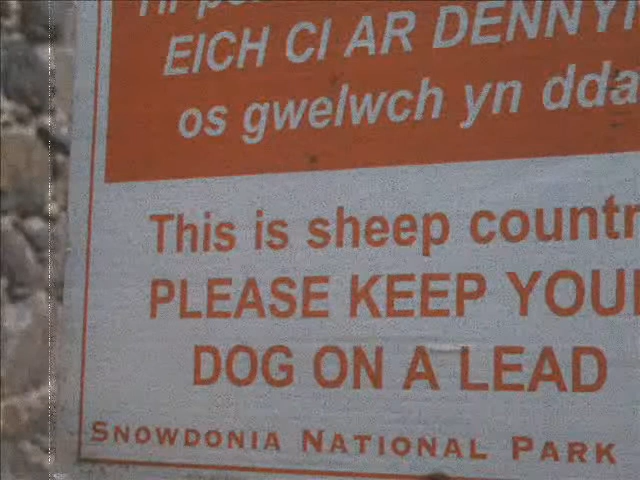 EICH CI AR DENNYN
os gwelwch yn dda
This is sheep countr
PLEASE KEEP YOU
DOG ON A LEAD
SNOWDONIA NATIONAL PARK